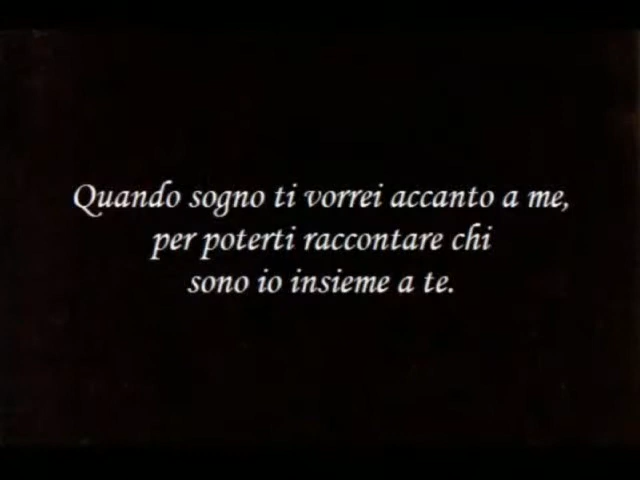 Quando sogno ti vorrei accanto a me,
per poterti raccontare chi
sono io insieme a te.